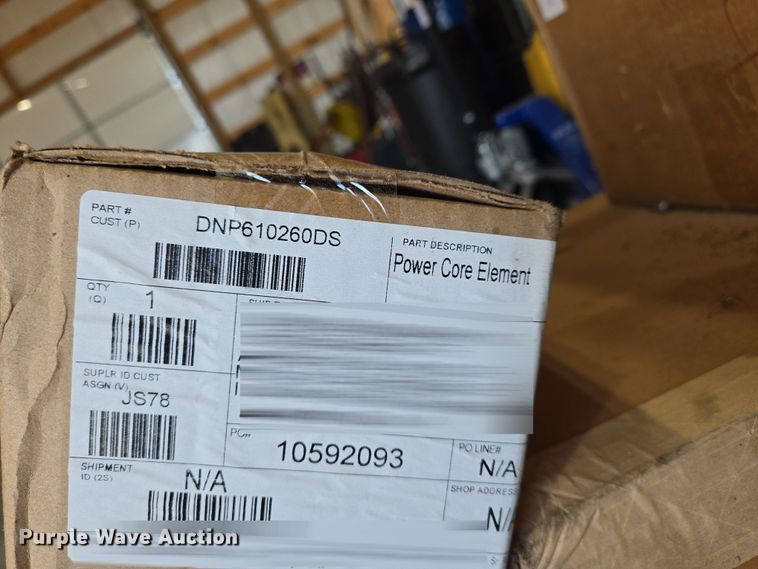 PART #
CUST (P)
DNP610260DS
PART DESCRIPTION
Power Core Element
QTY
(Q)
1
SUPLR ID CUST
ASGN (V)
JS78
PO#
10592093
PO LINE#
N/A
SHIPMENT
ID (2S)
N/A
SHOP ADDRESS
N/
Purple Wave Auction